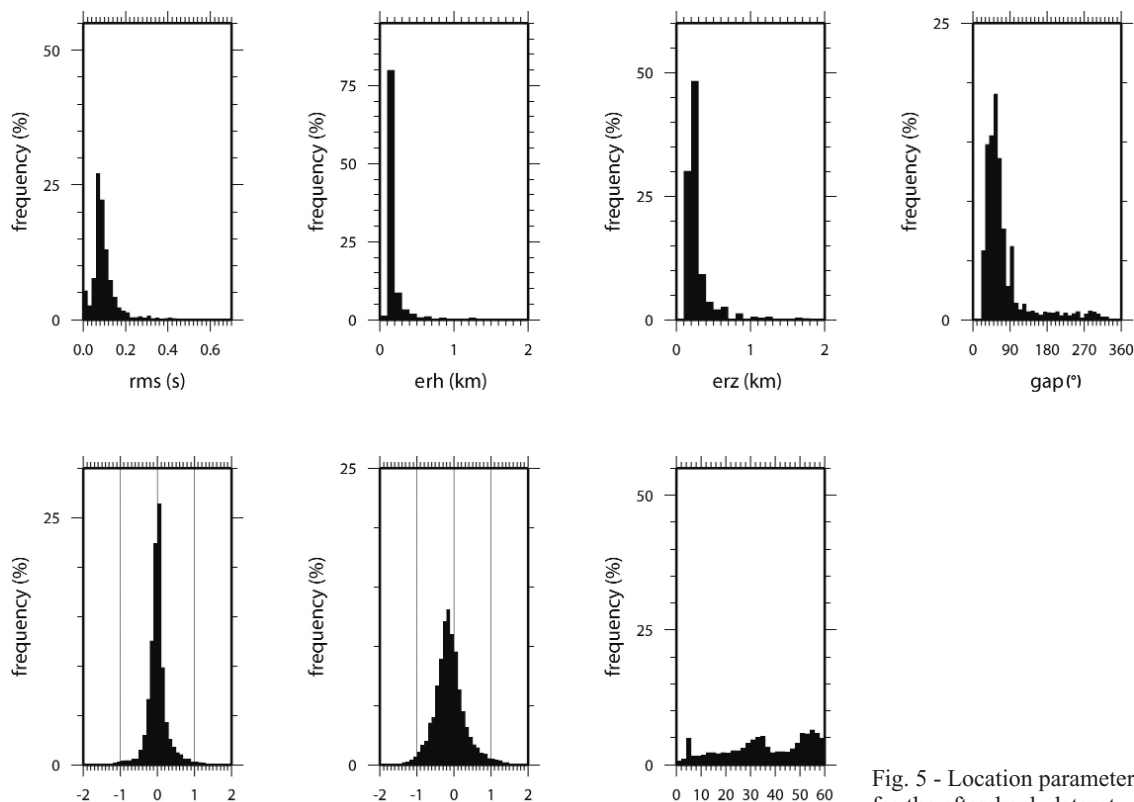 50
25
0
frequency (%)
0.0 0.2 0.4 0.6
rms (s)
75
50
25
0
frequency (%)
0 1 2
erh (km)
50
25
0
frequency (%)
0 1 2
erz (km)
25
0
frequency (%)
0 90 180 270 360
gap (°)
25
0
frequency (%)
-2 -1 0 1 2
25
0
frequency (%)
-2 -1 0 1 2
50
25
0
frequency (%)
0 10 20 30 40 50 60
Fig. 5 - Location parameter